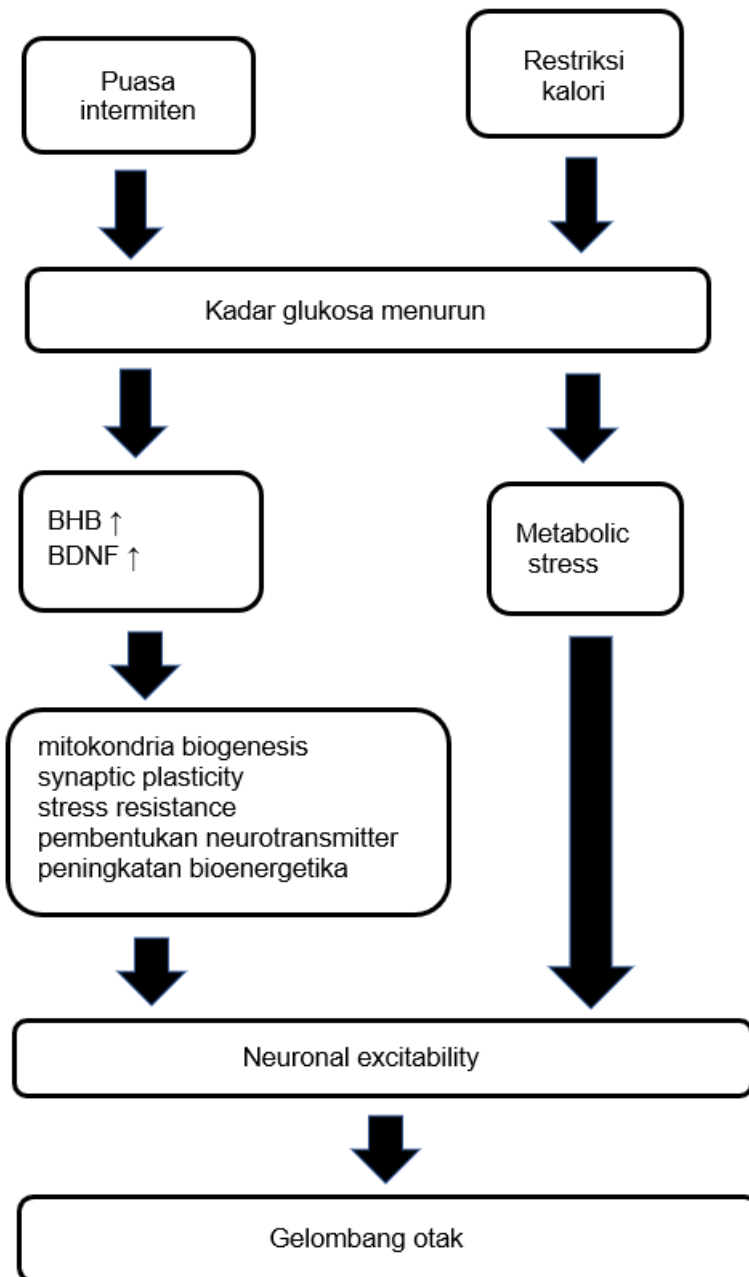 Puasa
intermiten
Restriksi
kalori
Kadar glukosa menurun
BHB ↑
BDNF ↑
Metabolic
stress
mitokondria biogenesis
synaptic plasticity
stress resistance
pembentukan neurotransmitter
peningkatan bioenergetika
Neuronal excitability
Gelombang otak